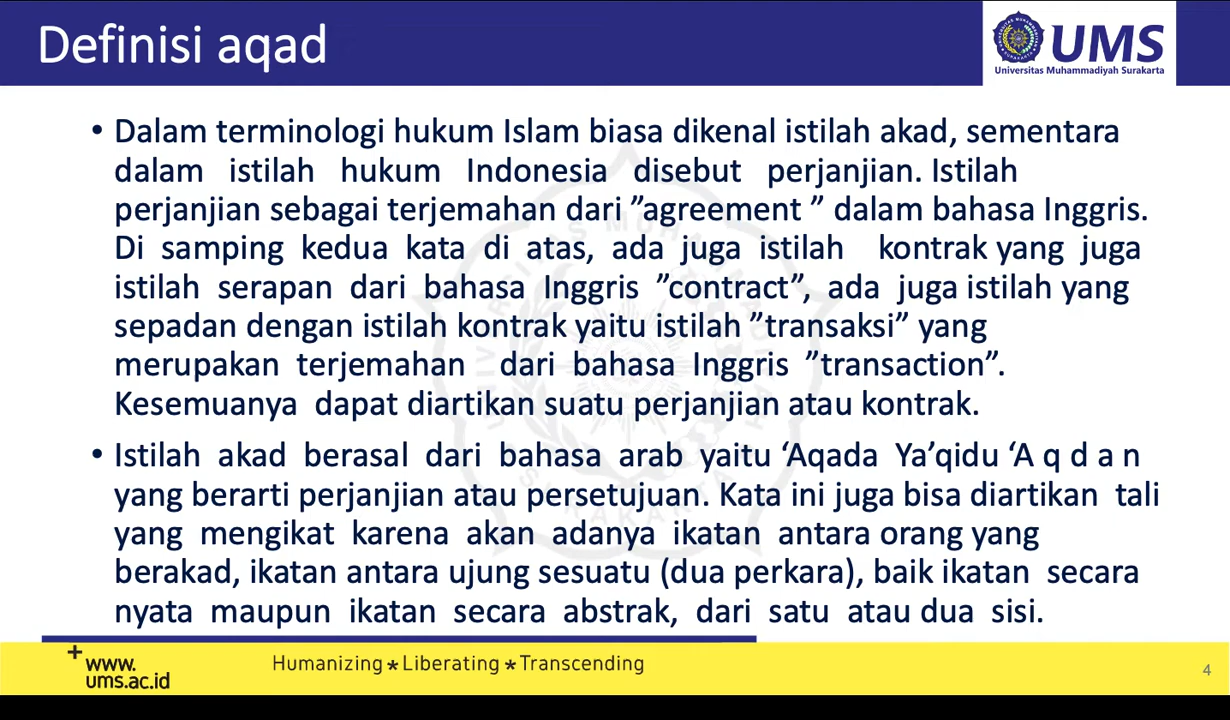 Definisi aqad
UMS
Universitas Muhammadiyah Surakarta
• Dalam terminologi hukum Islam biasa dikenal istilah akad, sementara
dalam istilah hukum Indonesia disebut perjanjian. Istilah
perjanjian sebagai terjemahan dari ”agreement ” dalam bahasa Inggris.
Di samping kedua kata di atas, ada juga istilah kontrak yang juga
istilah serapan dari bahasa Inggris ”contract”, ada juga istilah yang
sepadan dengan istilah kontrak yaitu istilah ”transaksi” yang
merupakan terjemahan dari bahasa Inggris ”transaction”.
Kesemuanya dapat diartikan suatu perjanjian atau kontrak.
• Istilah akad berasal dari bahasa arab yaitu ‘Aqada Ya’qidu ‘A q d a n
yang berarti perjanjian atau persetujuan. Kata ini juga bisa diartikan tali
yang mengikat karena akan adanya ikatan antara orang yang
berakad, ikatan antara ujung sesuatu (dua perkara), baik ikatan secara
nyata maupun ikatan secara abstrak, dari satu atau dua sisi.
www.
ums.ac.id
Humanizing * Liberating * Transcending
4